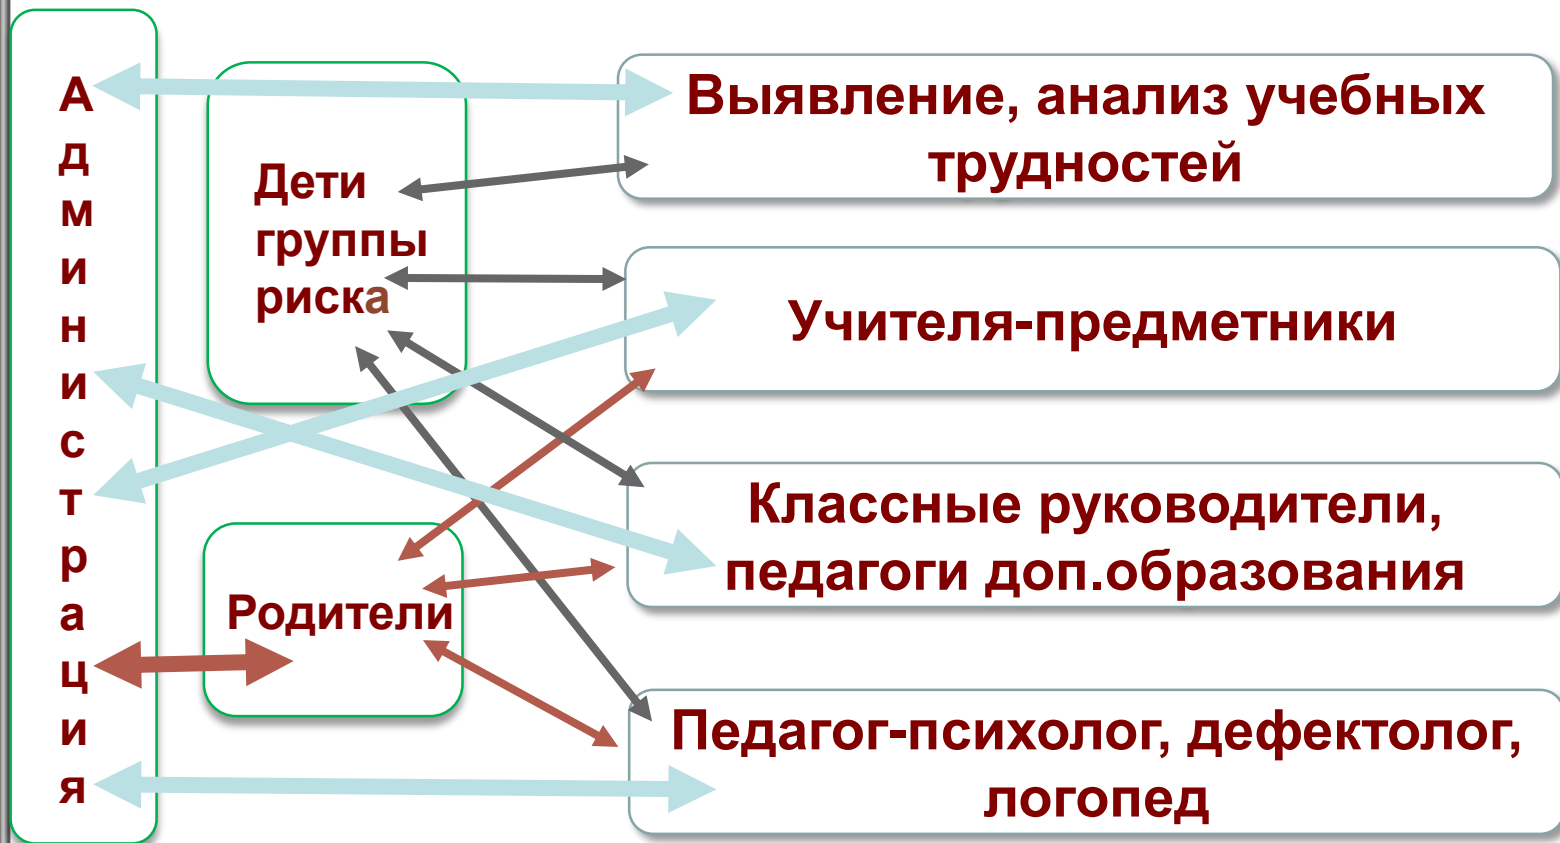 Администрация
Дети
группы
риска
Родители
Выявление, анализ учебных
трудностей
Учителя-предметники
Классные руководители,
педагоги доп.образования
Педагог-психолог, дефектолог,
логопед